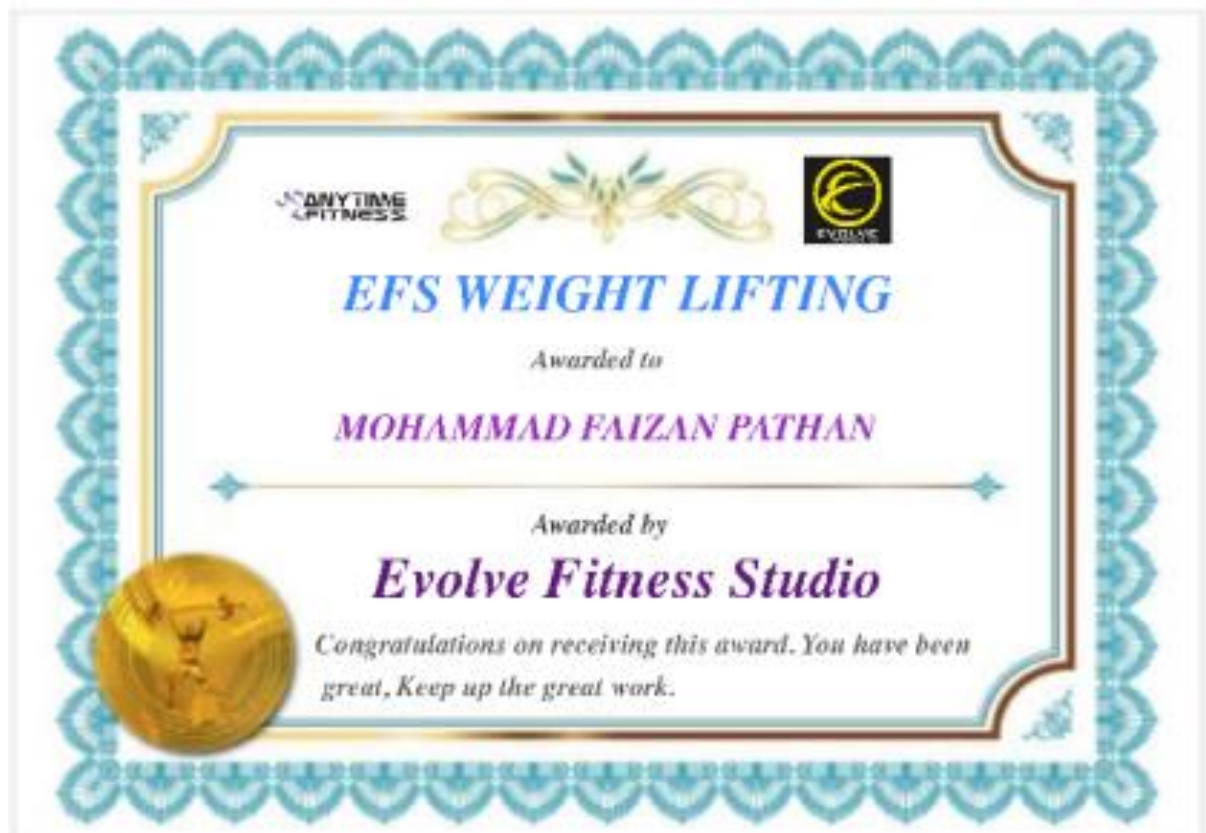 ANYTIME
FITNESS
EVOLVE
EFS WEIGHT LIFTING
Awarded to
MOHAMMAD FAIZAN PATHAN
Awarded by
Evolve Fitness Studio
Congratulations on receiving this award. You have been
great, Keep up the great work.